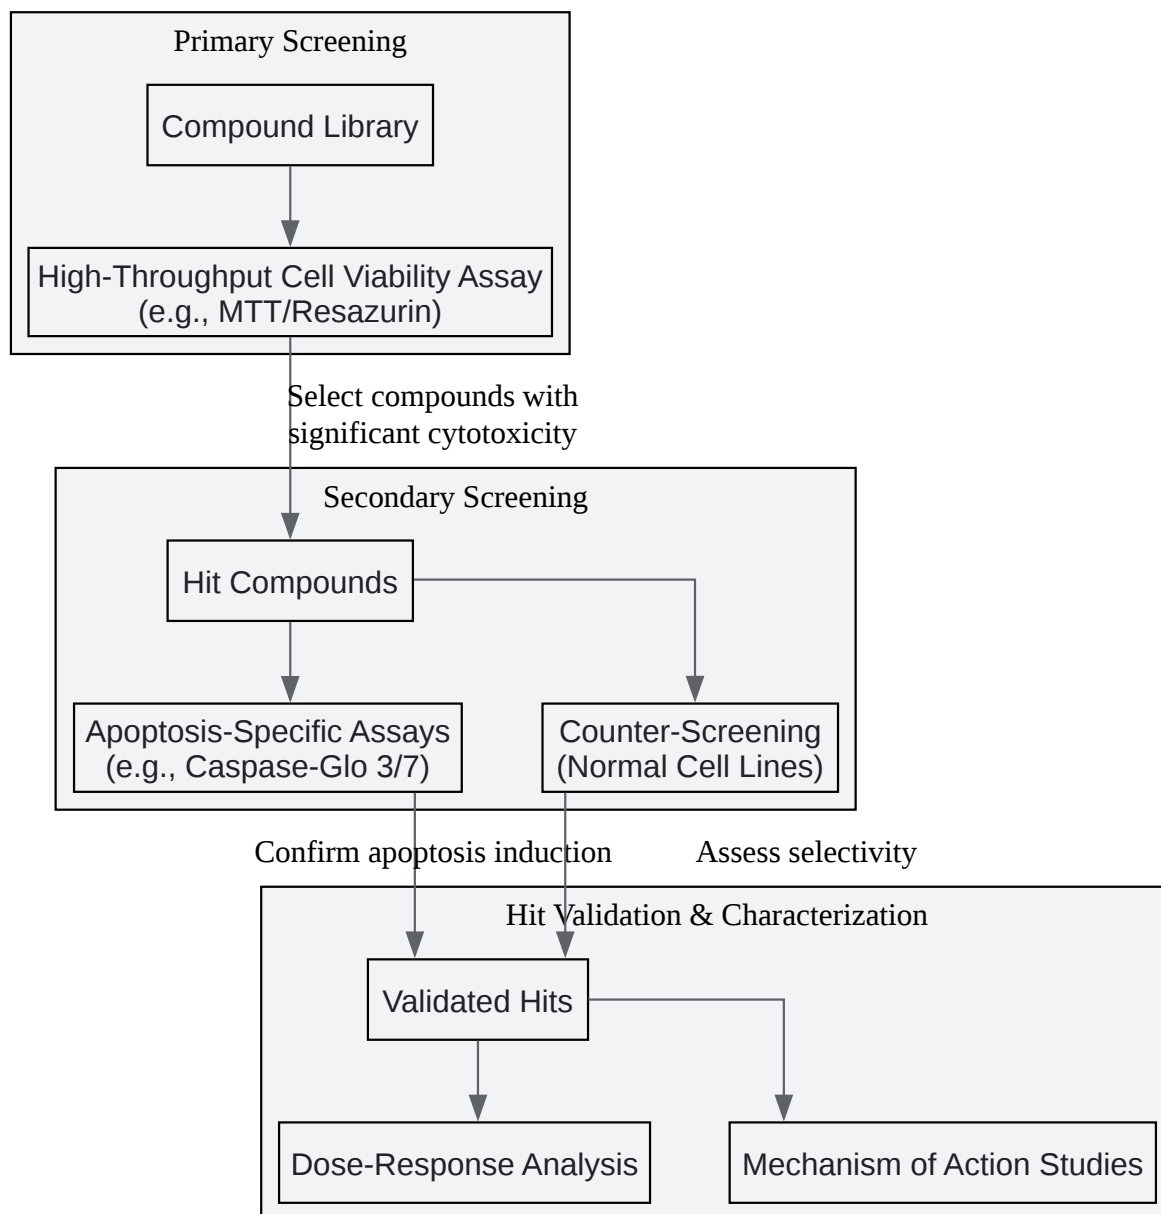 Primary Screening
Compound Library
High-Throughput Cell Viability Assay
(e.g., MTT/Resazurin)
Select compounds with
significant cytotoxicity
Secondary Screening
Hit Compounds
Apoptosis-Specific Assays
(e.g., Caspase-Glo 3/7)
Counter-Screening
(Normal Cell Lines)
Confirm apoptosis induction
Assess selectivity
Hit Validation & Characterization
Validated Hits
Dose-Response Analysis
Mechanism of Action Studies